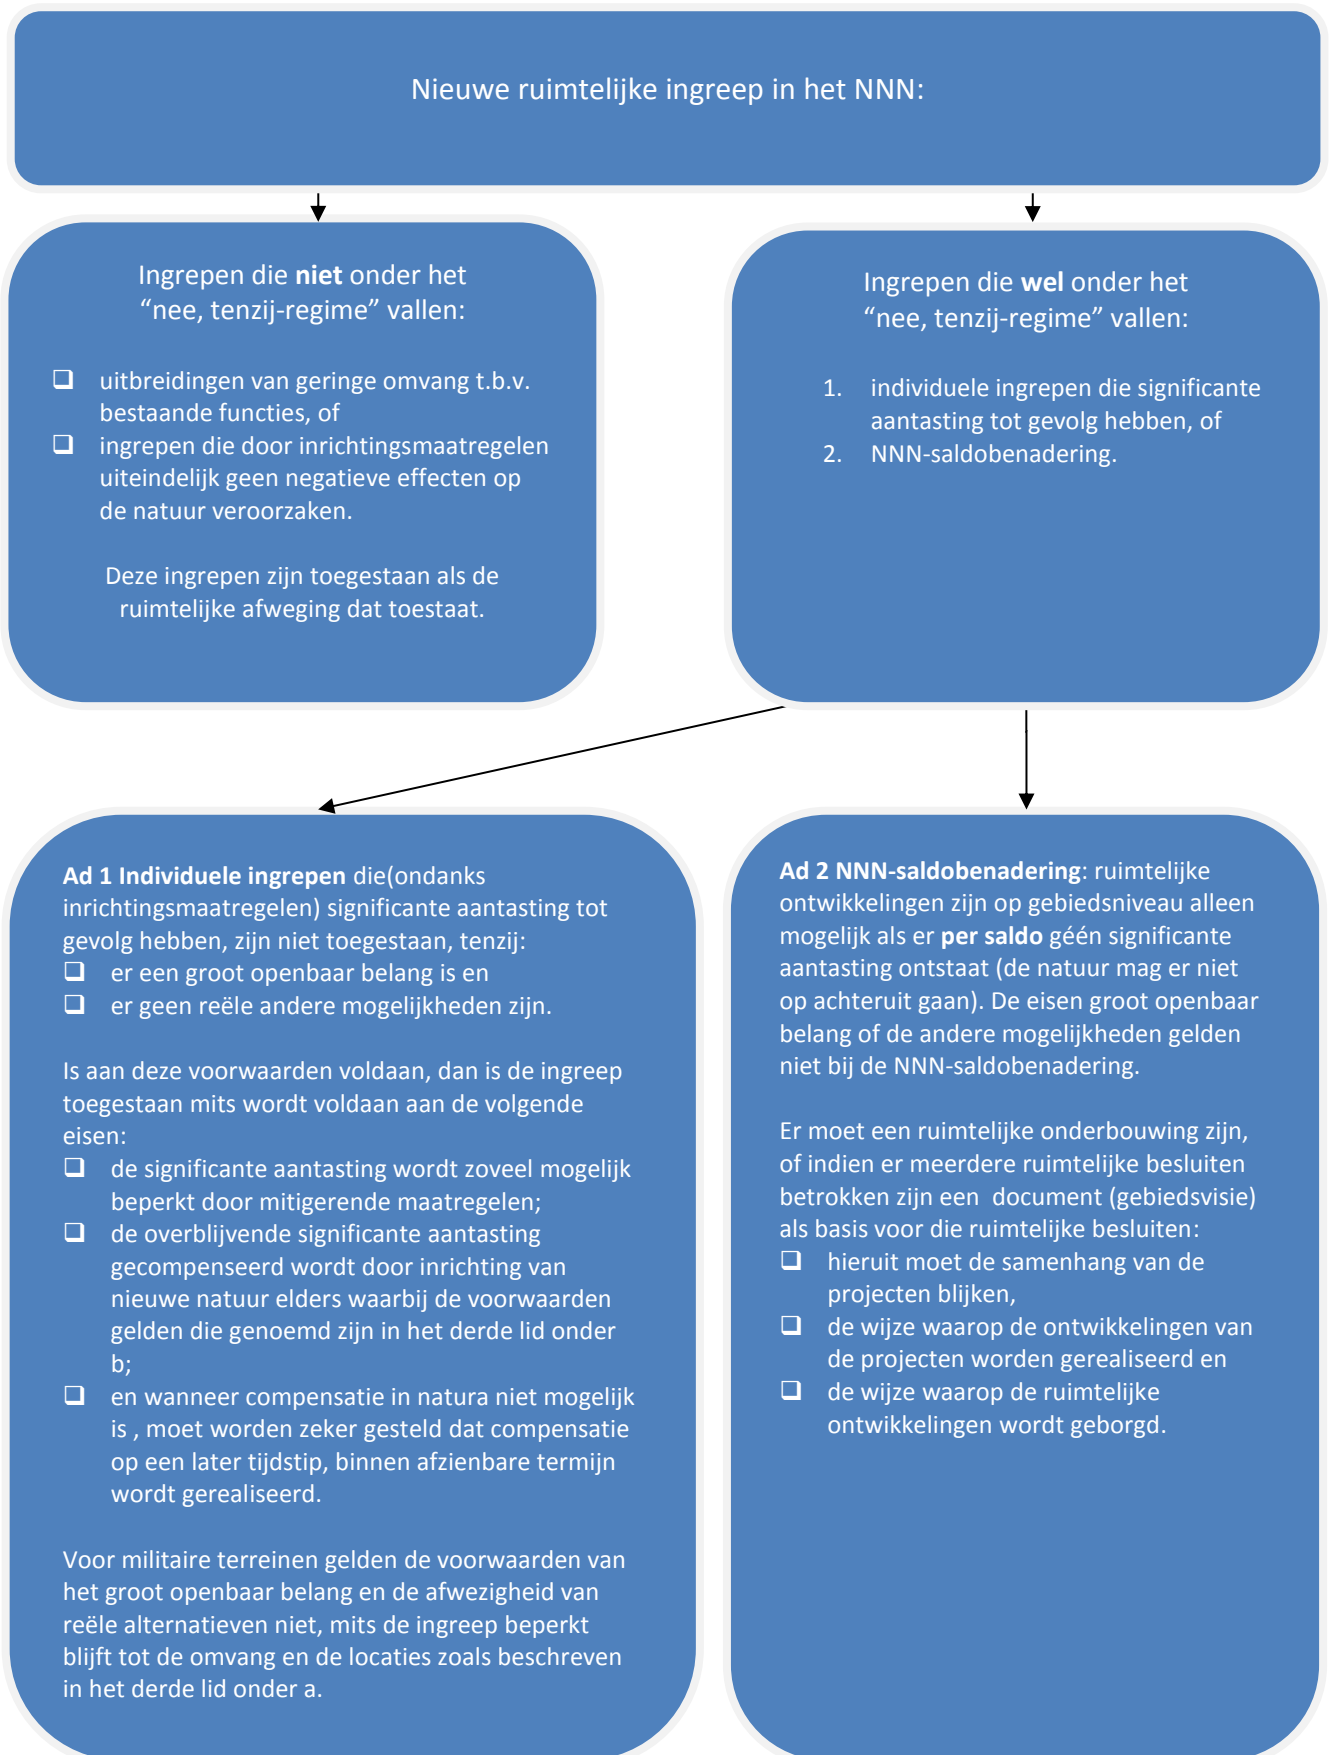 Nieuwe ruimtelijke ingreep in het NNN:
Ingrepen die niet onder het
“nee, tenzij-regime” vallen:
❑ uitbreidingen van geringe omvang t.b.v.
bestaande functies, of
❑ ingrepen die door inrichtingsmaatregelen
uiteindelijk geen negatieve effecten op
de natuur veroorzaken.
Deze ingrepen zijn toegestaan als de
ruimtelijke afweging dat toestaat.
Ingrepen die wel onder het
“nee, tenzij-regime” vallen:
1. individuele ingrepen die significante
aantasting tot gevolg hebben, of
2. NNN-saldobenadering.
Ad 1 Individuele ingrepen die(ondanks
inrichtingsmaatregelen) significante aantasting tot
gevolg hebben, zijn niet toegestaan, tenzij:
❑ er een groot openbaar belang is en
❑ er geen reële andere mogelijkheden zijn.
Is aan deze voorwaarden voldaan, dan is de ingreep
toegestaan mits wordt voldaan aan de volgende
eisen:
❑ de significante aantasting wordt zoveel mogelijk
beperkt door mitigerende maatregelen;
❑ de overblijvende significante aantasting
gecompenseerd wordt door inrichting van
nieuwe natuur elders waarbij de voorwaarden
gelden die genoemd zijn in het derde lid onder
b;
❑ en wanneer compensatie in natura niet mogelijk
is , moet worden zeker gesteld dat compensatie
op een later tijdstip, binnen afzienbare termijn
wordt gerealiseerd.
Voor militaire terreinen gelden de voorwaarden van
het groot openbaar belang en de afwezigheid van
reële alternatieven niet, mits de ingreep beperkt
blijft tot de omvang en de locaties zoals beschreven
in het derde lid onder a.
Ad 2 NNN-saldobenadering: ruimtelijke
ontwikkelingen zijn op gebiedsniveau alleen
mogelijk als er per saldo géén significante
aantasting ontstaat (de natuur mag er niet
op achteruit gaan). De eisen groot openbaar
belang of de andere mogelijkheden gelden
niet bij de NNN-saldobenadering.
Er moet een ruimtelijke onderbouwing zijn,
of indien er meerdere ruimtelijke besluiten
betrokken zijn een document (gebiedsvisie)
als basis voor die ruimtelijke besluiten:
❑ hieruit moet de samenhang van de
projecten blijken,
❑ de wijze waarop de ontwikkelingen van
de projecten worden gerealiseerd en
❑ de wijze waarop de ruimtelijke
ontwikkelingen wordt geborgd.